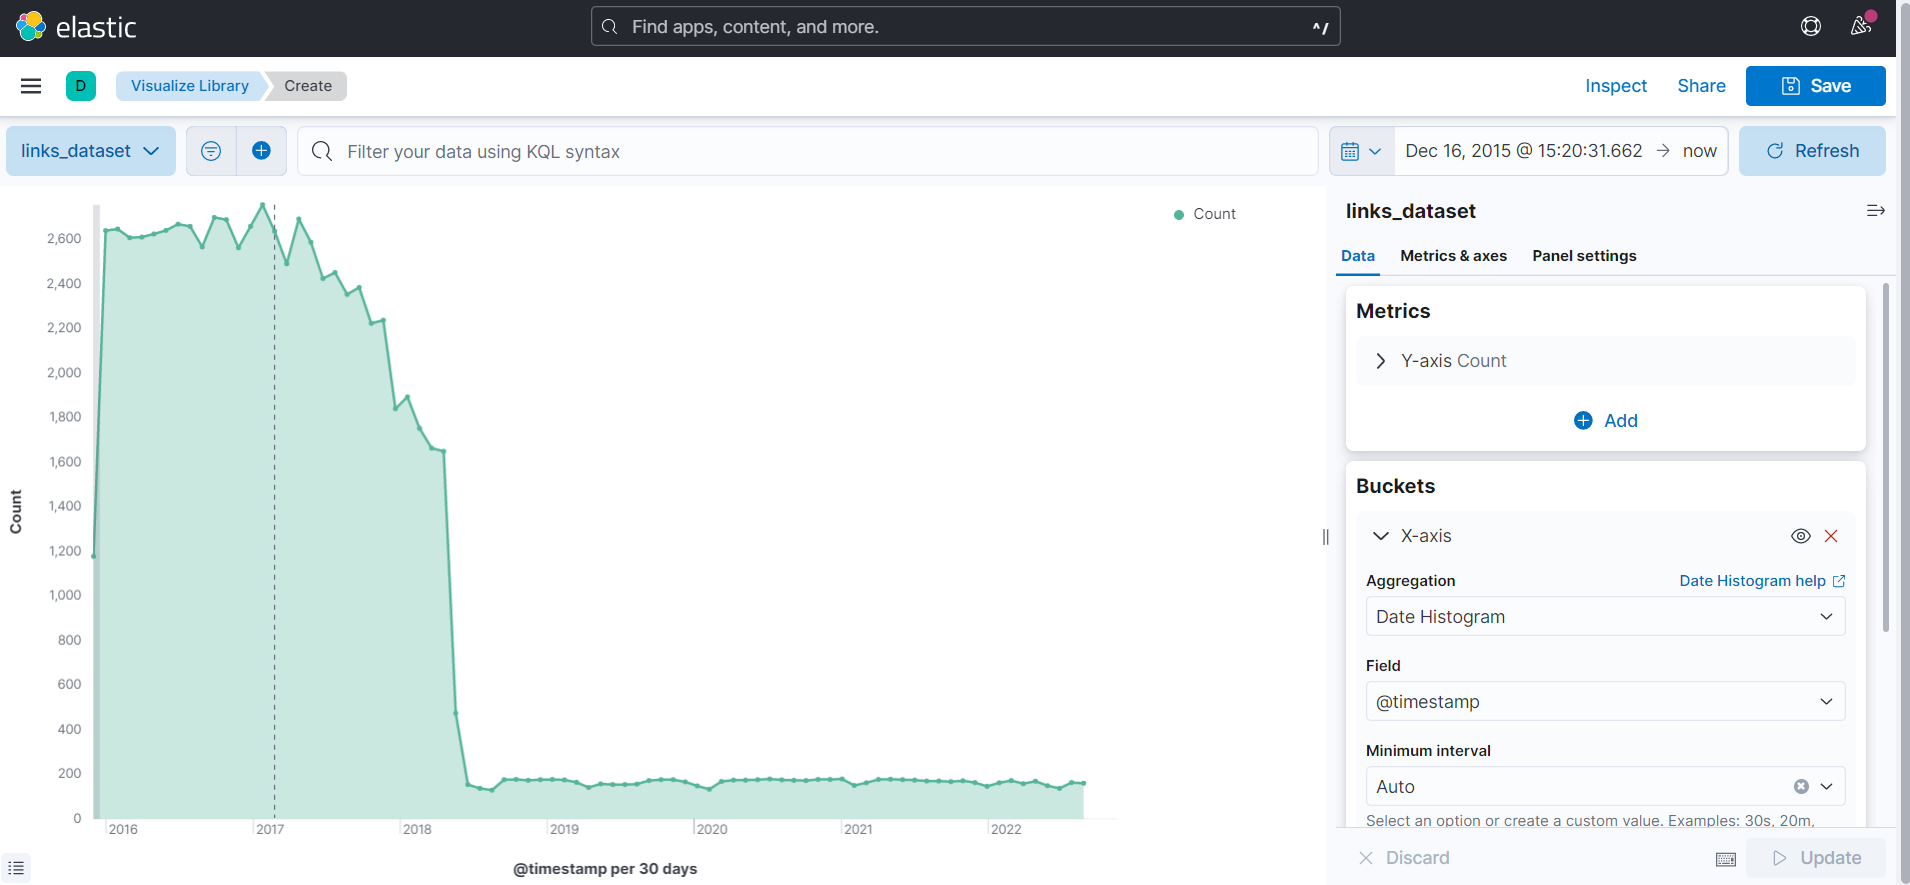 elastic
Find apps, content, and more.
^/
D
Visualize Library
Create
Inspect
Share
Save
links_dataset
Filter your data using KQL syntax
Dec 16, 2015 @ 15:20:31.662 → now
Refresh
2,600
2,400
2,200
2,000
1,800
1,600
1,400
1,200
1,000
800
600
400
200
0
Count
2016
2017
2018
2019
2020
2021
2022
@timestamp per 30 days
Count
links_dataset
Data
Metrics & axes
Panel settings
Metrics
Y-axis Count
Add
Buckets
X-axis
Aggregation
Date Histogram help
Date Histogram
Field
@timestamp
Minimum interval
Auto
Select an option or create a custom value. Examples: 30s, 20m,
Discard
Update